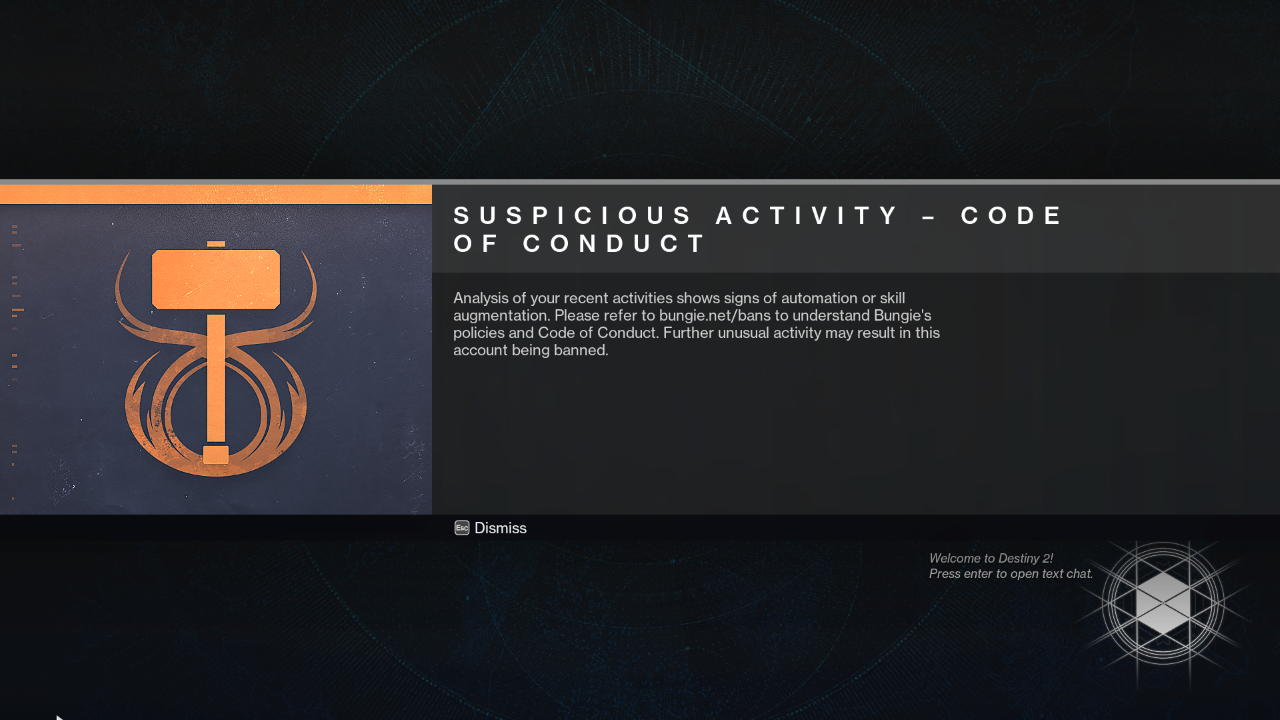 SUSPICIOUS ACTIVITY – CODE
OF CONDUCT
Analysis of your recent activities shows signs of automation or skill
augmentation. Please refer to bungie.net/bans to understand Bungie's
policies and Code of Conduct. Further unusual activity may result in this
account being banned.
Esc Dismiss
Welcome to Destiny 2!
Press enter to open text chat.